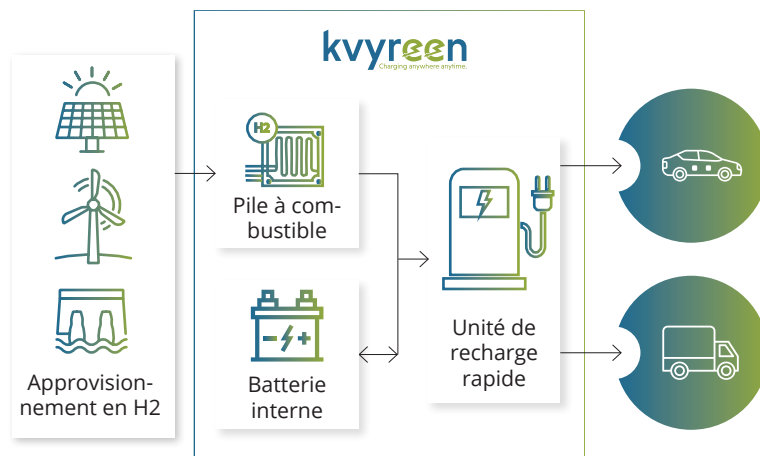 kvyreen
Charging anywhere anytime.
H2
Pile à com-
bustible
Approvision-
nement en H2
Batterie
interne
Unité de
recharge
rapide